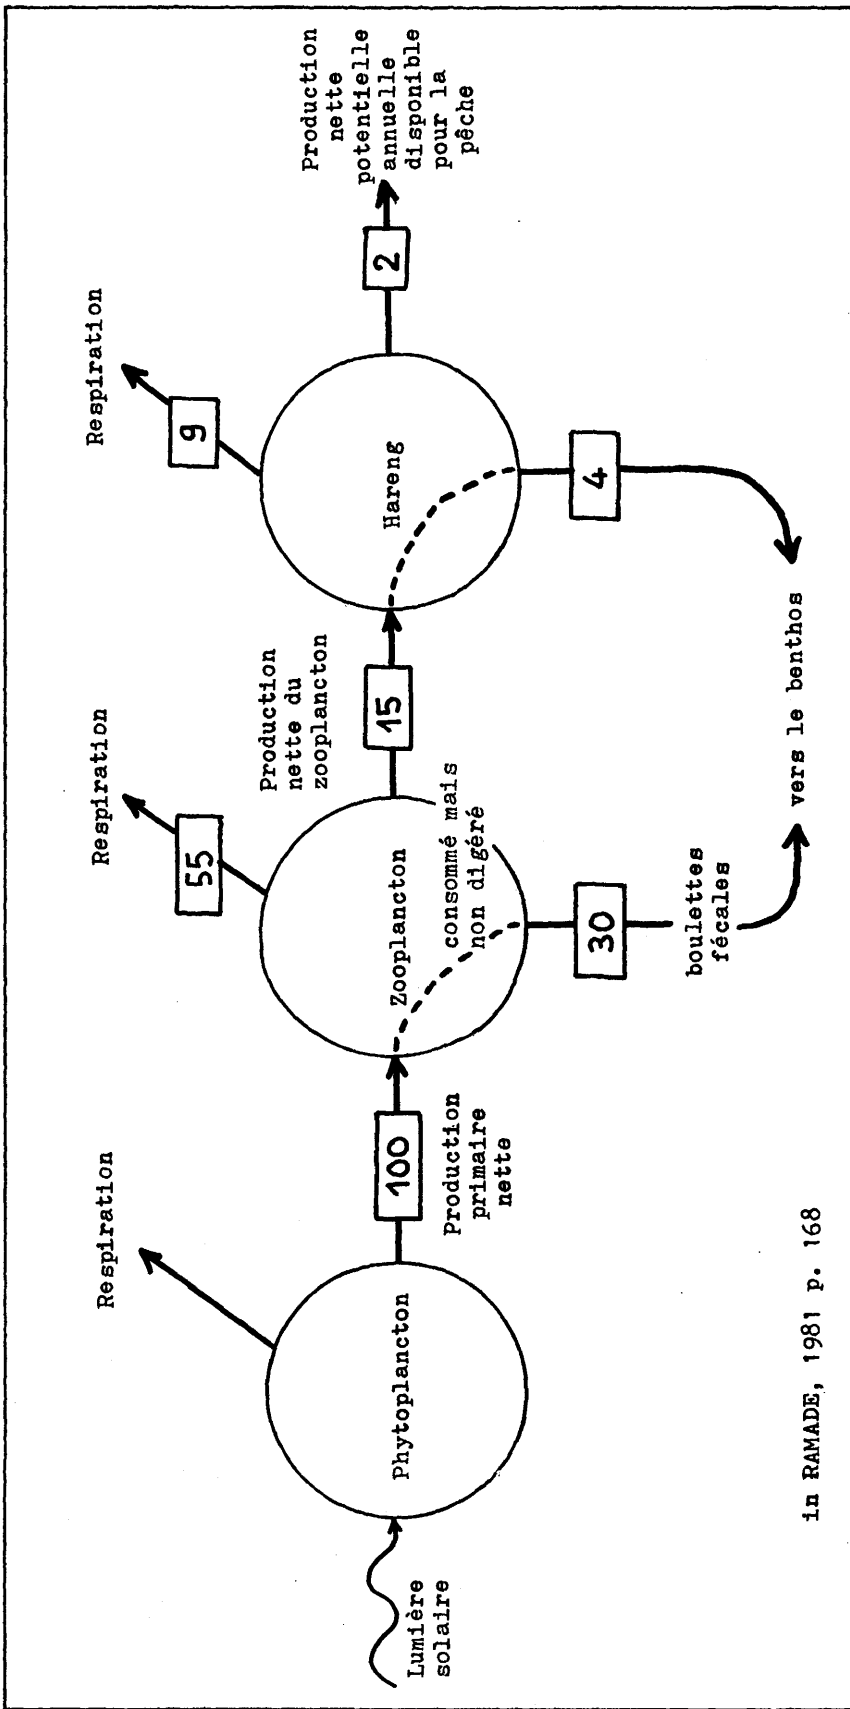 Lumière
solaire
Phytoplancton
Respiration
100
Production
primaire
nette
Zooplancton
consommé mais
non digéré
Respiration
55
30
boulettes
fécales
Production
nette du
zooplancton
15
Hareng
Respiration
9
4
vers le benthos
2
Production
nette
potentielle
annuelle
disponible
pour la
pêche
in RAMADE, 1981 p. 168